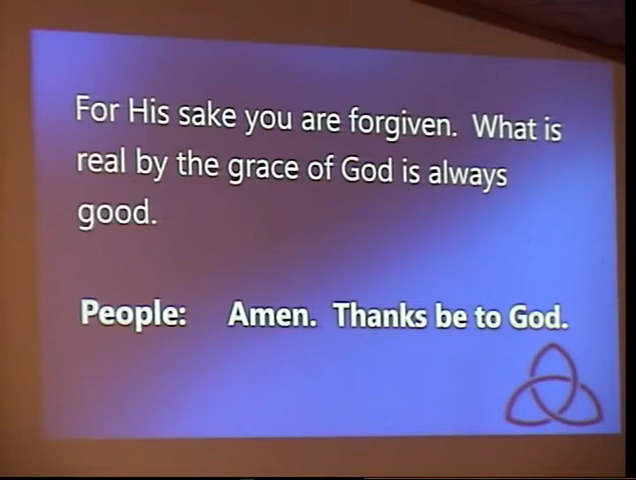 For His sake you are forgiven. What is
real by the grace of God is always
good.
People: Amen. Thanks be to God.